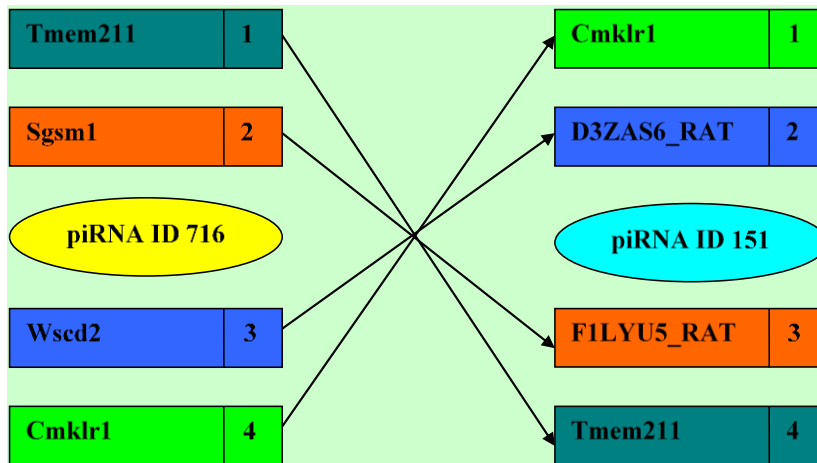 Tmem211 1
Sgsm1 2
piRNA ID 716
Wscd2 3
Cmklr1 4
Cmklr1 1
D3ZAS6_RAT 2
piRNA ID 151
F1LYU5_RAT 3
Tmem211 4